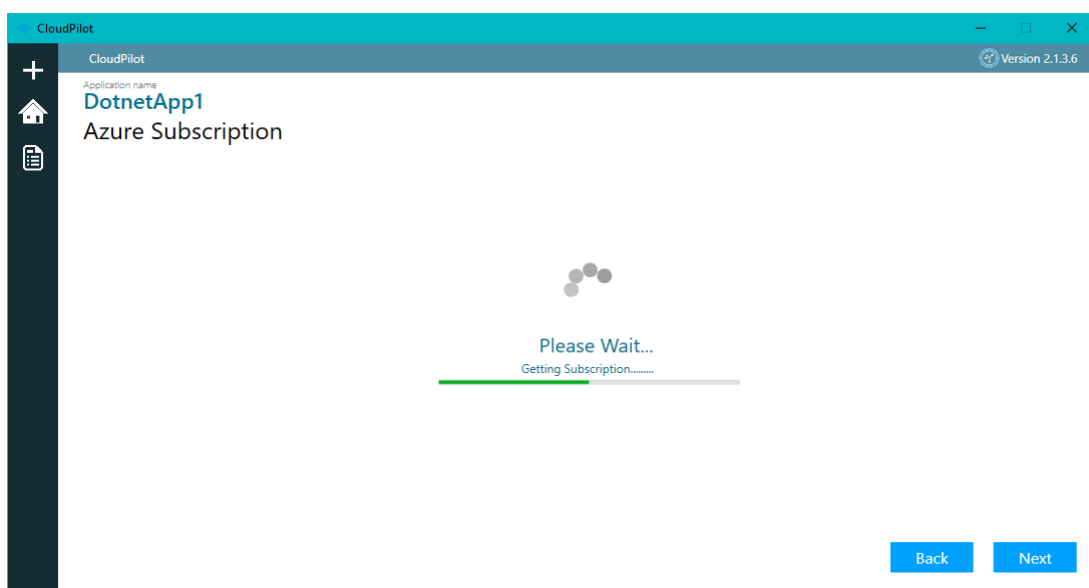 CloudPilot
CloudPilot
Version 2.1.3.6
Application name
DotnetApp1
Azure Subscription
Please Wait...
Getting Subscription.........
Back
Next